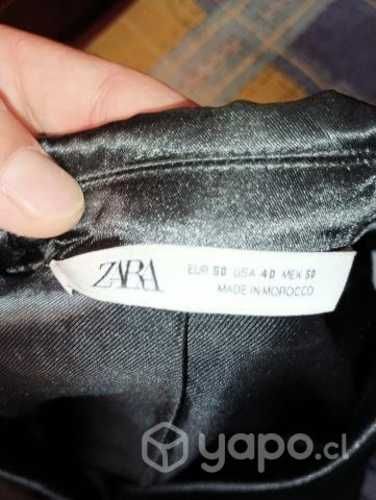 ZARA
EUR 50 USA 40 MEX 50
MADE IN MOROCCO
yapo.cl